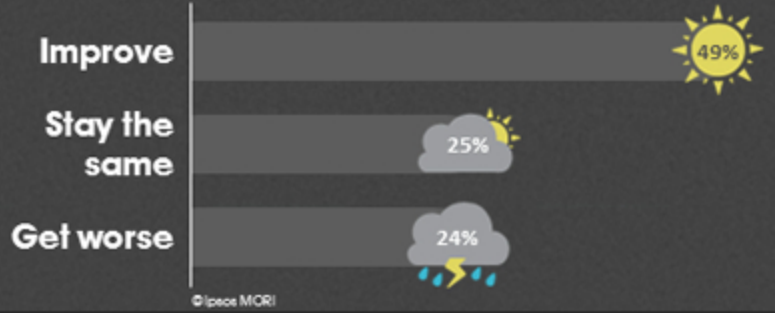 Improve
49%
Stay the
same
25%
Get worse
24%
©Ipsos MORI